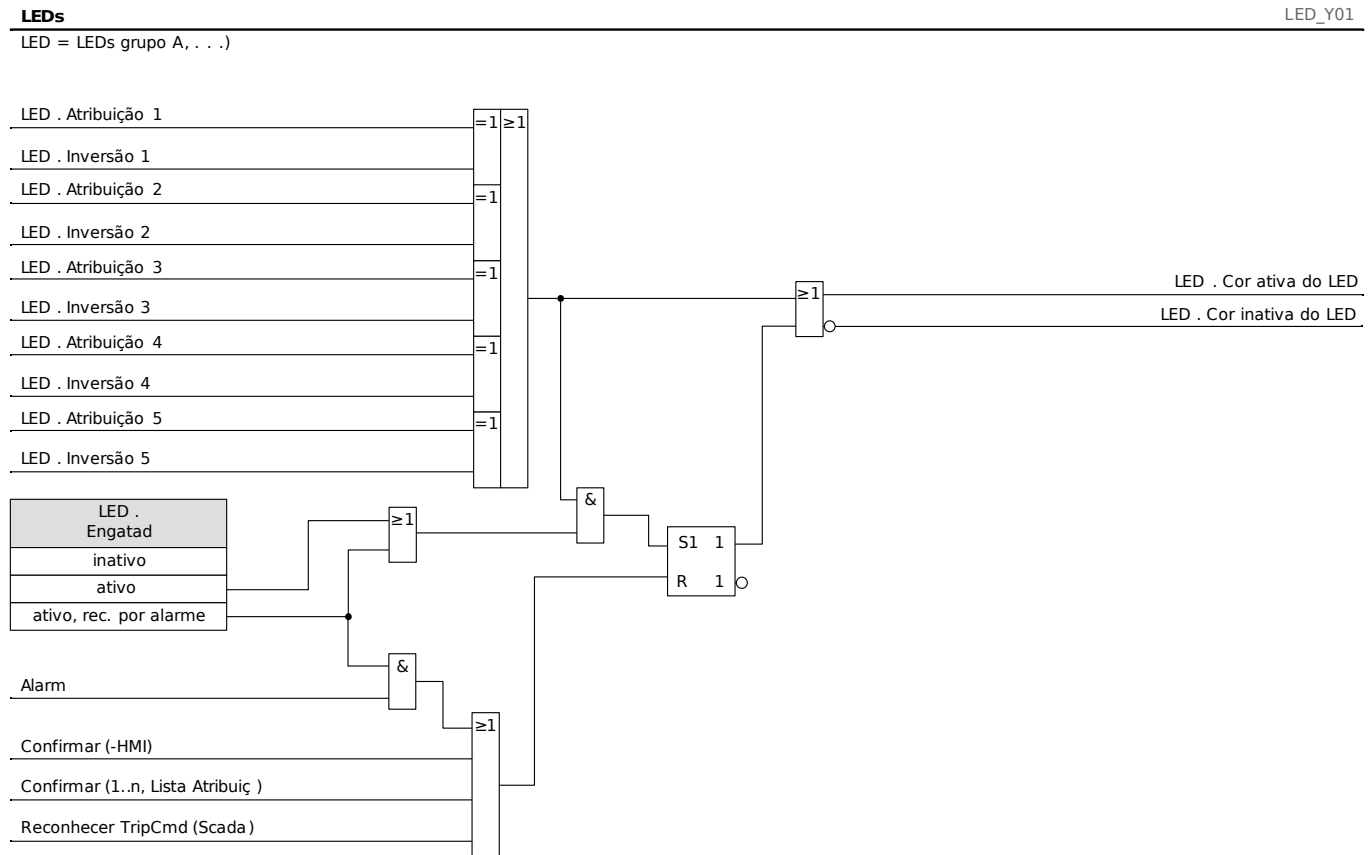 LEDs
LED_Y01
LED = LEDs grupo A, . . .)
LED . Atribuição 1
=1 ≥1
LED . Inversão 1
LED . Atribuição 2
=1
LED . Inversão 2
LED . Atribuição 3
=1
LED . Cor ativa do LED
≥1
LED . Inversão 3
LED . Cor inativa do LED
LED . Atribuição 4
=1
LED . Inversão 4
LED . Atribuição 5
=1
LED . Inversão 5
&
LED .
Engatad
≥1
S1 1
inativo
R 1
ativo
ativo, rec. por alarme
&
Alarm
≥1
Confirmar (-HMI)
Confirmar (1..n, Lista Atribuiç )
Reconhecer TripCmd (Scada)